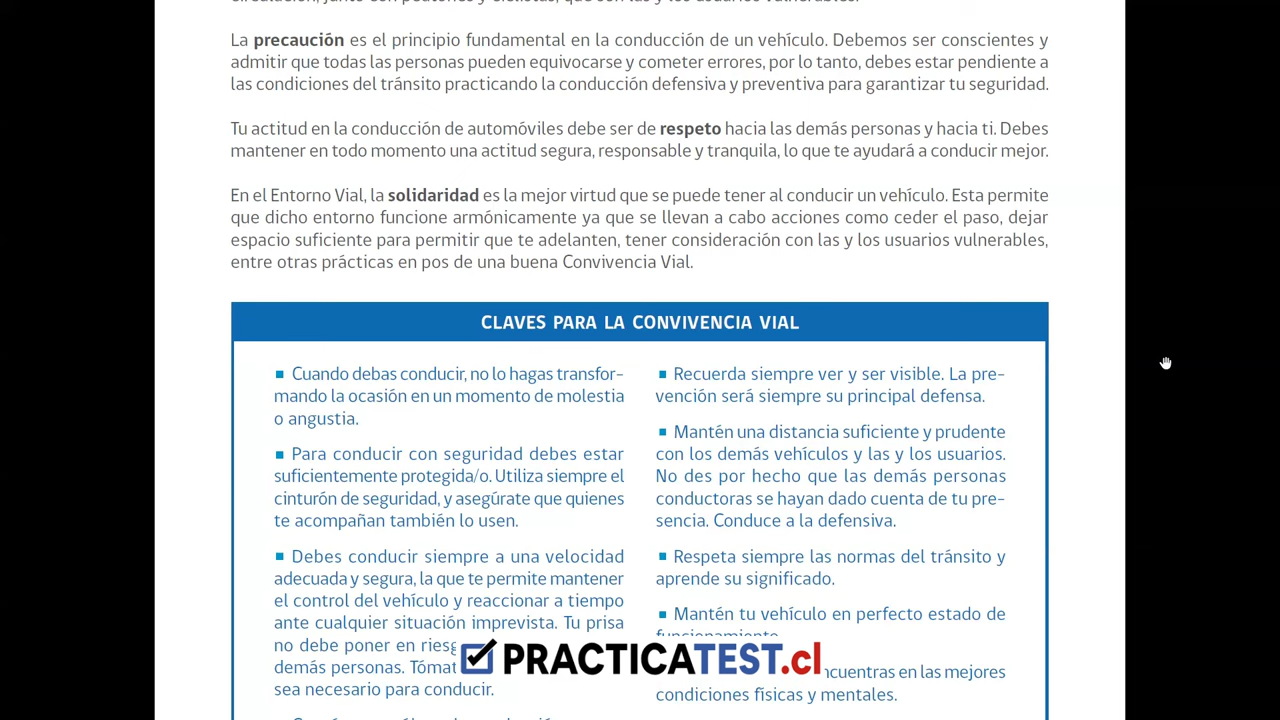 La precaución es el principio fundamental en la conducción de un vehículo. Debemos ser conscientes y
admitir que todas las personas pueden equivocarse y cometer errores, por lo tanto, debes estar pendiente a
las condiciones del tránsito practicando la conducción defensiva y preventiva para garantizar tu seguridad.
Tu actitud en la conducción de automóviles debe ser de respeto hacia las demás personas y hacia ti. Debes
mantener en todo momento una actitud segura, responsable y tranquila, lo que te ayudará a conducir mejor.
En el Entorno Vial, la solidaridad es la mejor virtud que se puede tener al conducir un vehículo. Esta permite
que dicho entorno funcione armónicamente ya que se llevan a cabo acciones como ceder el paso, dejar
espacio suficiente para permitir que te adelanten, tener consideración con las y los usuarios vulnerables,
entre otras prácticas en pos de una buena Convivencia Vial.
CLAVES PARA LA CONVIVENCIA VIAL
▪ Cuando debas conducir, no lo hagas transfor-
mando la ocasión en un momento de molestia
o angustia.
▪ Para conducir con seguridad debes estar
suficientemente protegida/o. Utiliza siempre el
cinturón de seguridad, y asegúrate que quienes
te acompañan también lo usen.
▪ Debes conducir siempre a una velocidad
adecuada y segura, la que te permite mantener
el control del vehículo y reaccionar a tiempo
ante cualquier situación imprevista. Tu prisa
no debe poner en
demás personas.
sea necesario para conducir.
▪ Recuerda siempre ver y ser visible. La pre-
vención será siempre su principal defensa.
▪ Mantén una distancia suficiente y prudente
con los demás vehículos y las y los usuarios.
No des por hecho que las demás personas
conductoras se hayan dado cuenta de tu pre-
sencia. Conduce a la defensiva.
▪ Respeta siempre las normas del tránsito y
aprende su significado.
▪ Mantén tu vehículo en perfecto estado de
funcionamiento.
en las mejores
condiciones físicas y mentales.
PRACTICATEST.cl